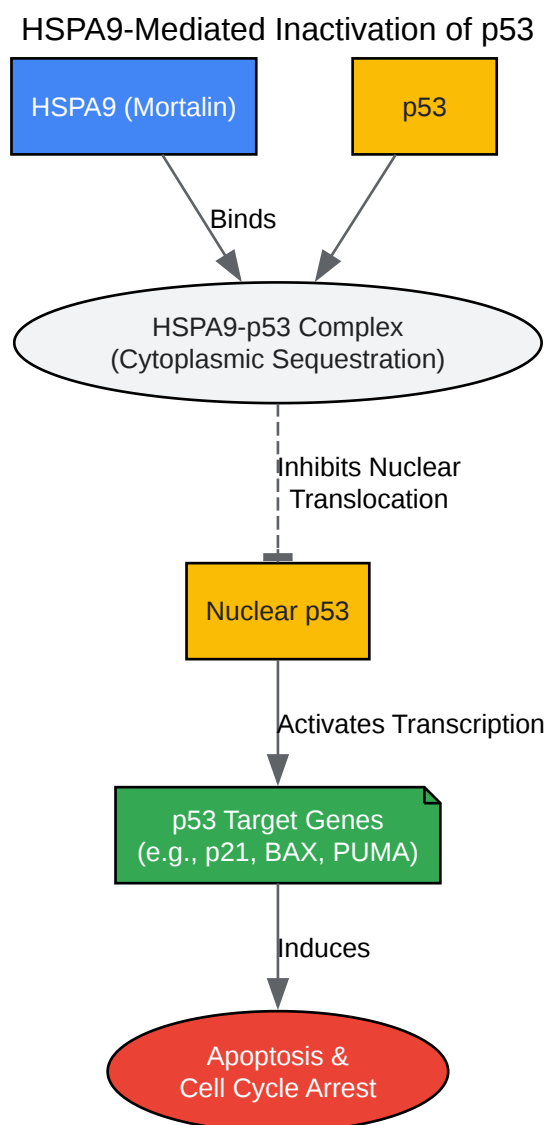 HSPA9-Mediated Inactivation of p53
HSPA9 (Mortalin)
p53
Binds
HSPA9-p53 Complex
(Cytoplasmic Sequestration)
Inhibits Nuclear
Translocation
Nuclear p53
Activates Transcription
p53 Target Genes
(e.g., p21, BAX, PUMA)
Induces
Apoptosis &
Cell Cycle Arrest